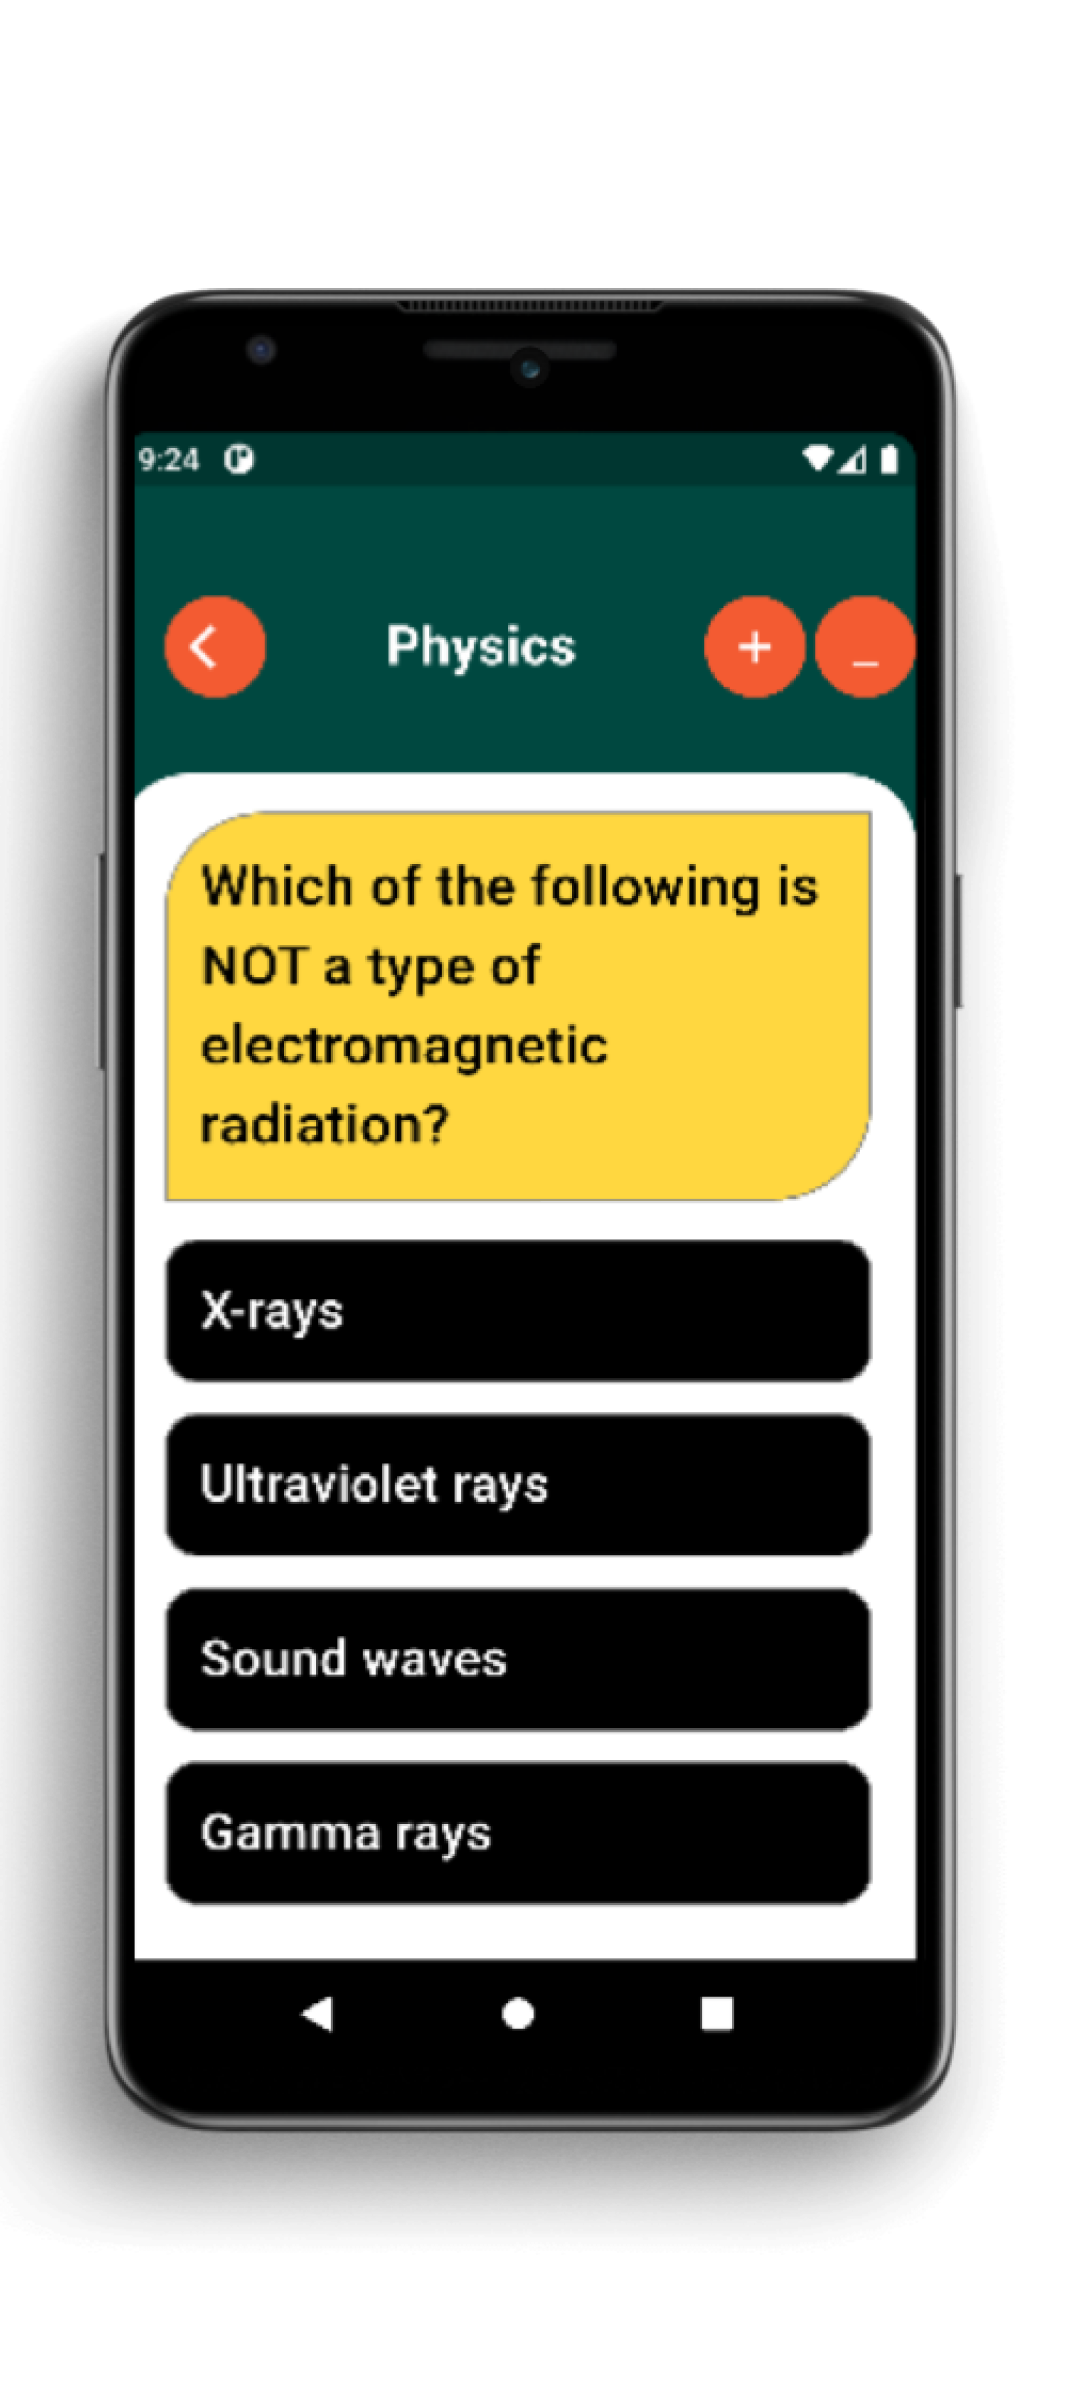 9:24
Physics
Which of the following is
NOT a type of
electromagnetic
radiation?
X-rays
Ultraviolet rays
Sound waves
Gamma rays